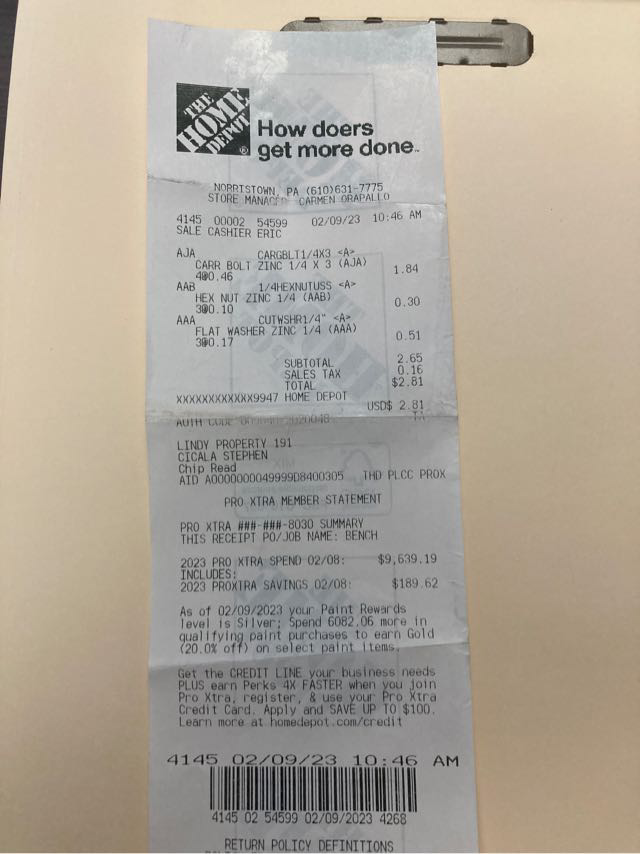 THE
HOME
DEPOT
®
How doers
get more done™
NORRISTOWN, PA (610)631-7775
STORE MANAGER CARMEN ORAPALLO
4145 00002 54599 02/09/23 10:46 AM
SALE CASHIER ERIC
AJA CARGBLT1/4X3 <A>
CARR BOLT ZINC 1/4 X 3 (AJA)
4@0.46 1.84
AAB 1/4HEXNUTUSS <A>
HEX NUT ZINC 1/4 (AAB)
3@0.10 0.30
AAA CUTWSHR1/4" <A>
FLAT WASHER ZINC 1/4 (AAA)
3@0.17 0.51
SUBTOTAL 2.65
SALES TAX 0.16
TOTAL $2.81
XXXXXXXXXXXX9947 HOME DEPOT
USD$ 2.81
AUTH CODE TA
LINDY PROPERTY 191
CICALA STEPHEN
Chip Read
AID A0000000049999D8400305 THD PLCC PROX
PRO XTRA MEMBER STATEMENT
PRO XTRA ###-###-8030 SUMMARY
THIS RECEIPT PO/JOB NAME: BENCH
2023 PRO XTRA SPEND 02/08: $9,639.19
INCLUDES:
2023 PROXTRA SAVINGS 02/08: $189.62
As of 02/09/2023 your Paint Rewards
level is Silver; Spend 6082.06 more in
qualifying paint purchases to earn Gold
(20.0% off) on select paint items.
Get the CREDIT LINE your business needs
PLUS earn Perks 4X FASTER when you join
Pro Xtra, register, & use your Pro Xtra
Credit Card. Apply and SAVE UP TO $100.
Learn more at homedepot.com/credit
4145 02/09/23 10:46 AM
4145 02 54599 02/09/2023 4268
RETURN POLICY DEFINITIONS